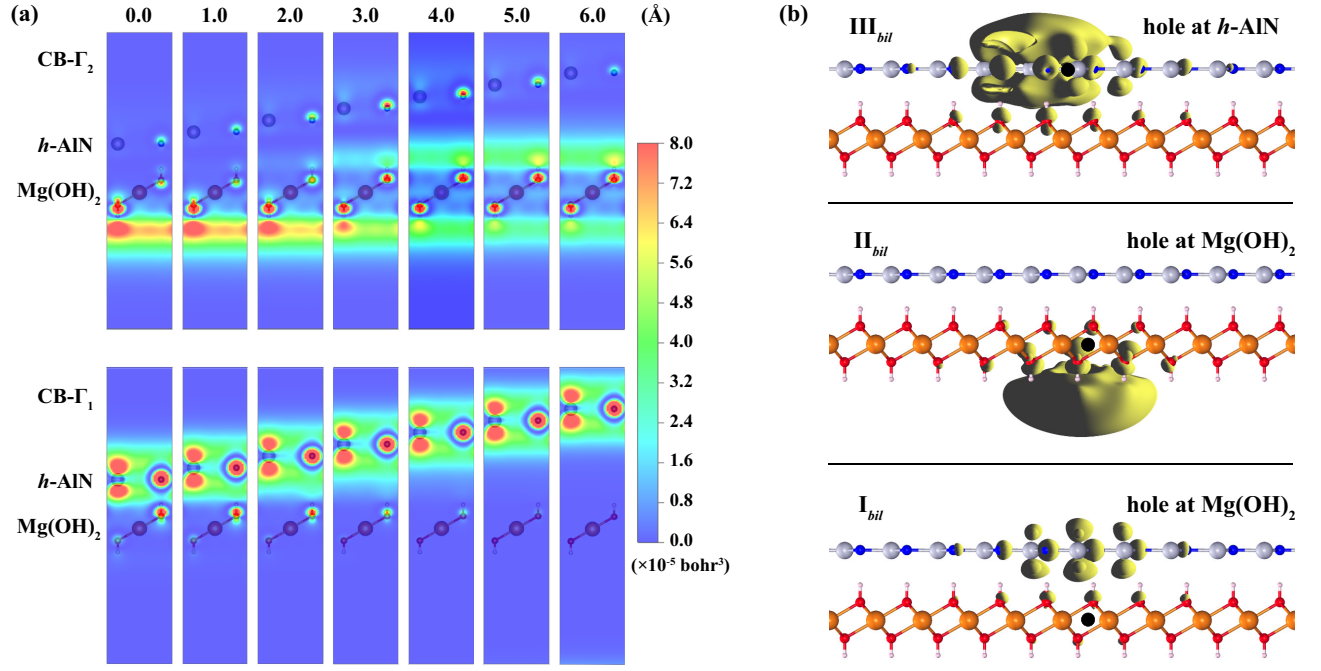 (a)
0.0 1.0 2.0 3.0 4.0 5.0 6.0 (Å)
CB-Γ₂
h-AlN
Mg(OH)₂
CB-Γ₁
h-AlN
Mg(OH)₂
8.0
7.2
6.4
5.6
4.8
4.0
3.2
2.4
1.6
0.8
0.0
(×10⁻⁵ bohr³)
(b)
III_bil hole at h-AlN
II_bil hole at Mg(OH)₂
I_bil hole at Mg(OH)₂